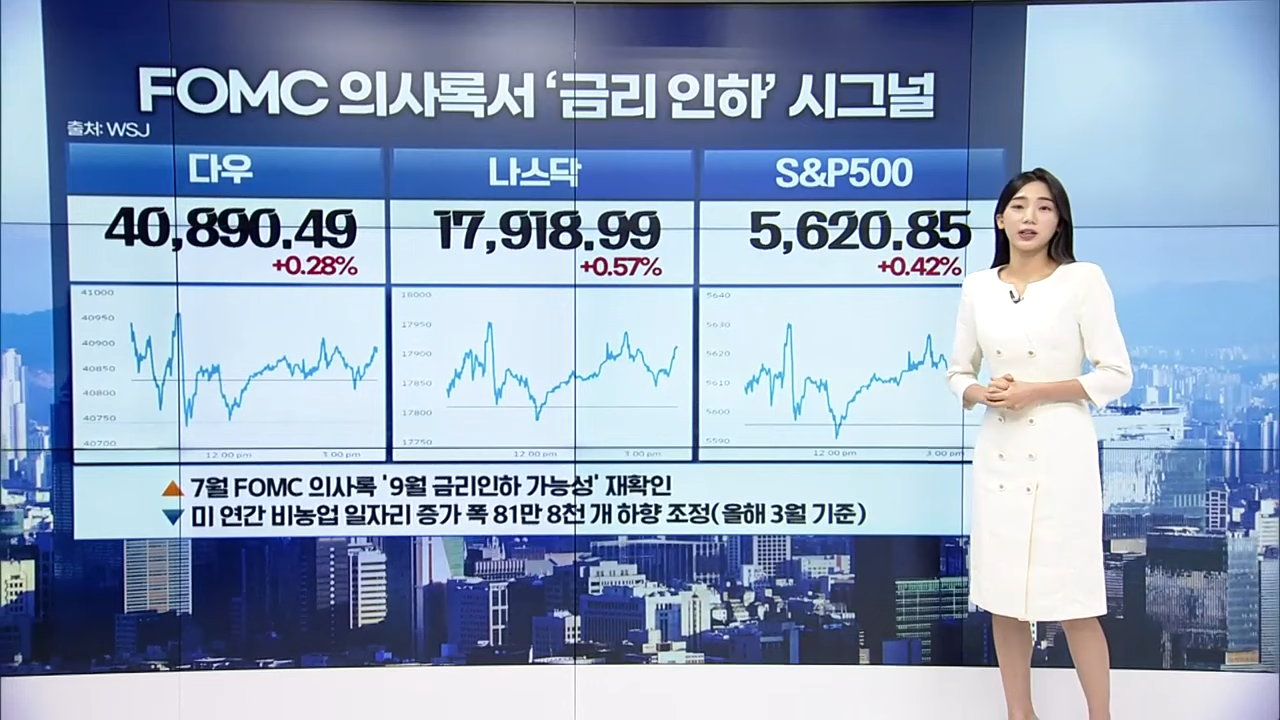 FOMC 의사록서 '금리 인하' 시그널
출처: WSJ
다우 나스닥 S&P500
40,890.49 17,918.99 5,620.85
+0.28% +0.57% +0.42%
41000 18000 5640
40950 17950 5630
40900 17900 5620
40850 17850 5610
40800 17800 5600
40750 17750 5590
40700
12:00 pm 3:00 pm 12:00 pm 3:00 pm 12:00 pm 3:00 pm
▲ 7월 FOMC 의사록 '9월 금리인하 가능성' 재확인
▼ 미 연간 비농업 일자리 증가 폭 81만 8천 개 하향 조정(올해 3월 기준)